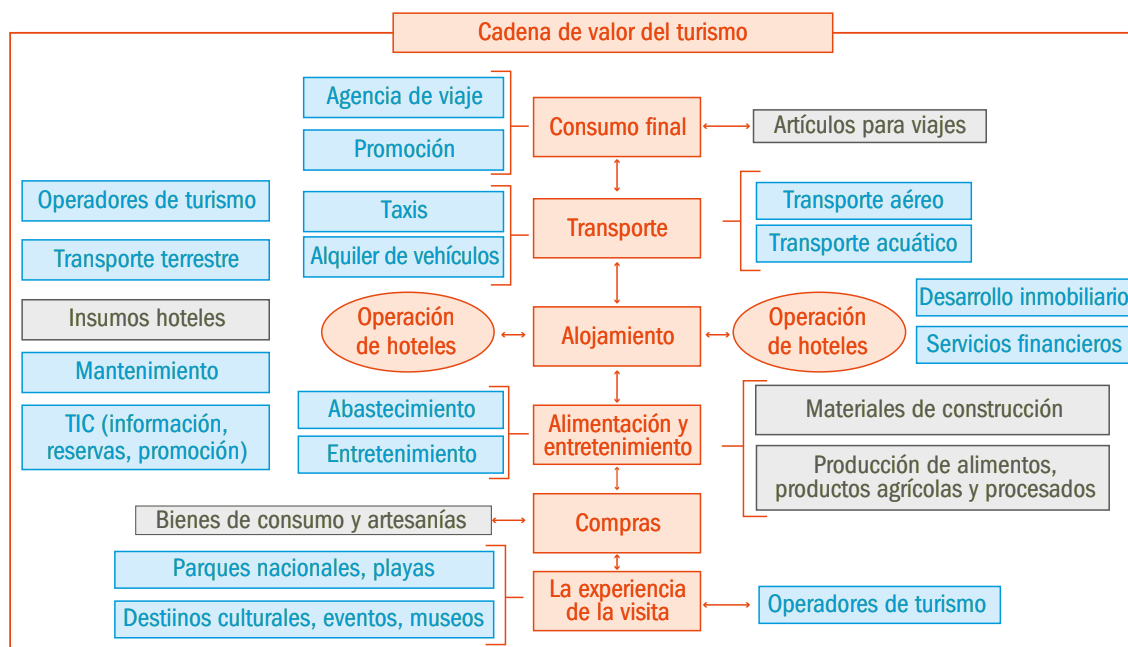 Cadena de valor del turismo
Agencia de viaje
Promoción
Consumo final
Artículos para viajes
Operadores de turismo
Transporte terrestre
Insumos hoteles
Mantenimiento
TIC (información,
reservas, promoción)
Taxis
Alquiler de vehículos
Transporte
Transporte aéreo
Transporte acuático
Operación
de hoteles
Alojamiento
Operación
de hoteles
Desarrollo inmobiliario
Servicios financieros
Abastecimiento
Entretenimiento
Alimentación y
entretenimiento
Materiales de construcción
Producción de alimentos,
productos agrícolas y procesados
Bienes de consumo y artesanías
Compras
Parques nacionales, playas
Destiinos culturales, eventos, museos
La experiencia
de la visita
Operadores de turismo